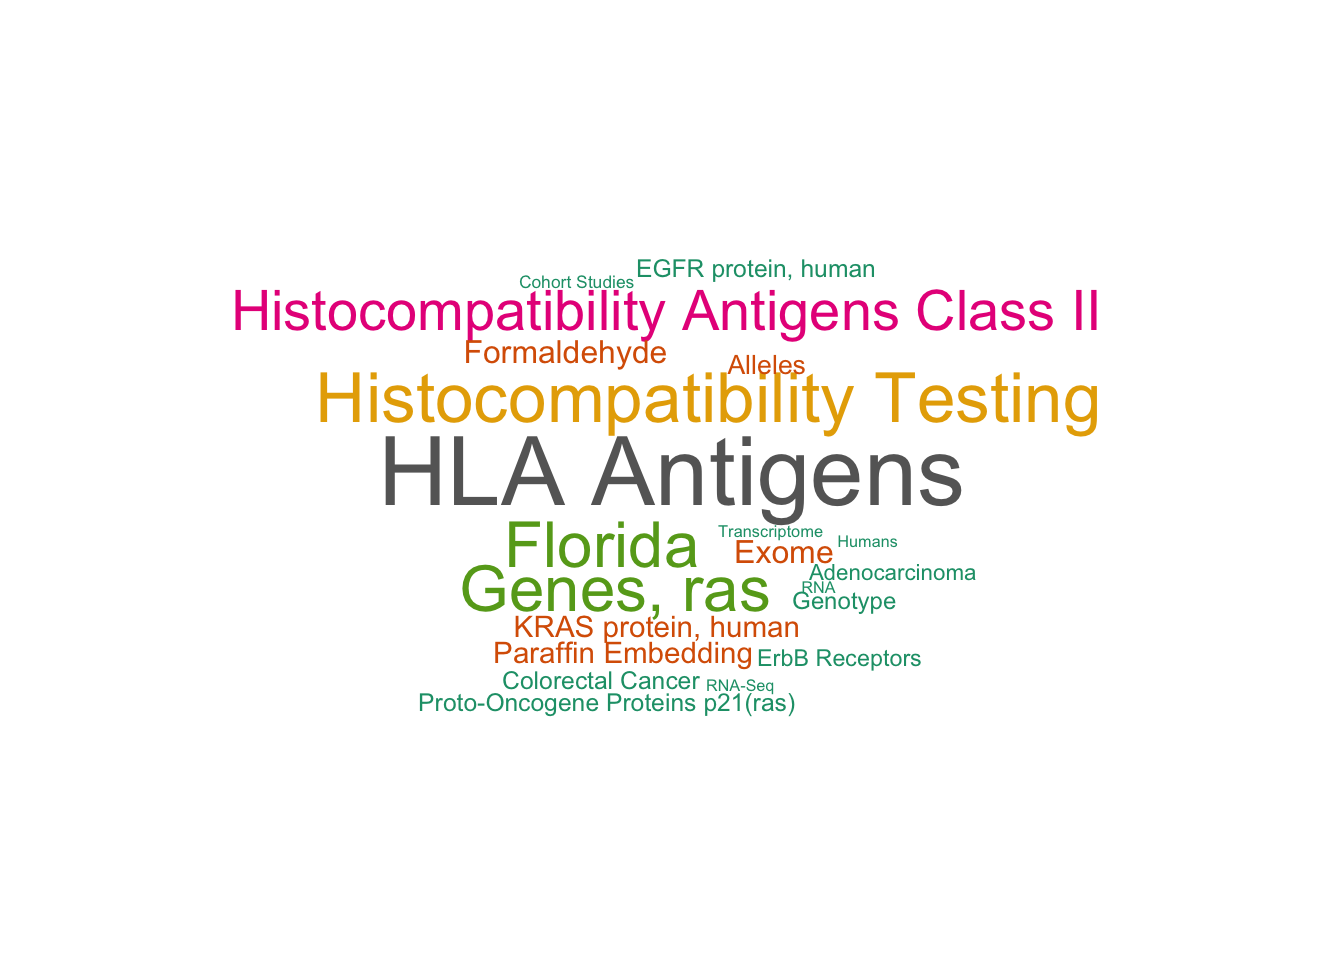 EGFR protein, human
Cohort Studies
Histocompatibility Antigens Class II
Formaldehyde
Alleles
Histocompatibility Testing
HLA Antigens
Florida
Transcriptome
Humans
Exome
Adenocarcinoma
RNA
Genes, ras
Genotype
KRAS protein, human
Paraffin Embedding
ErbB Receptors
Colorectal Cancer
RNA-Seq
Proto-Oncogene Proteins p21(ras)